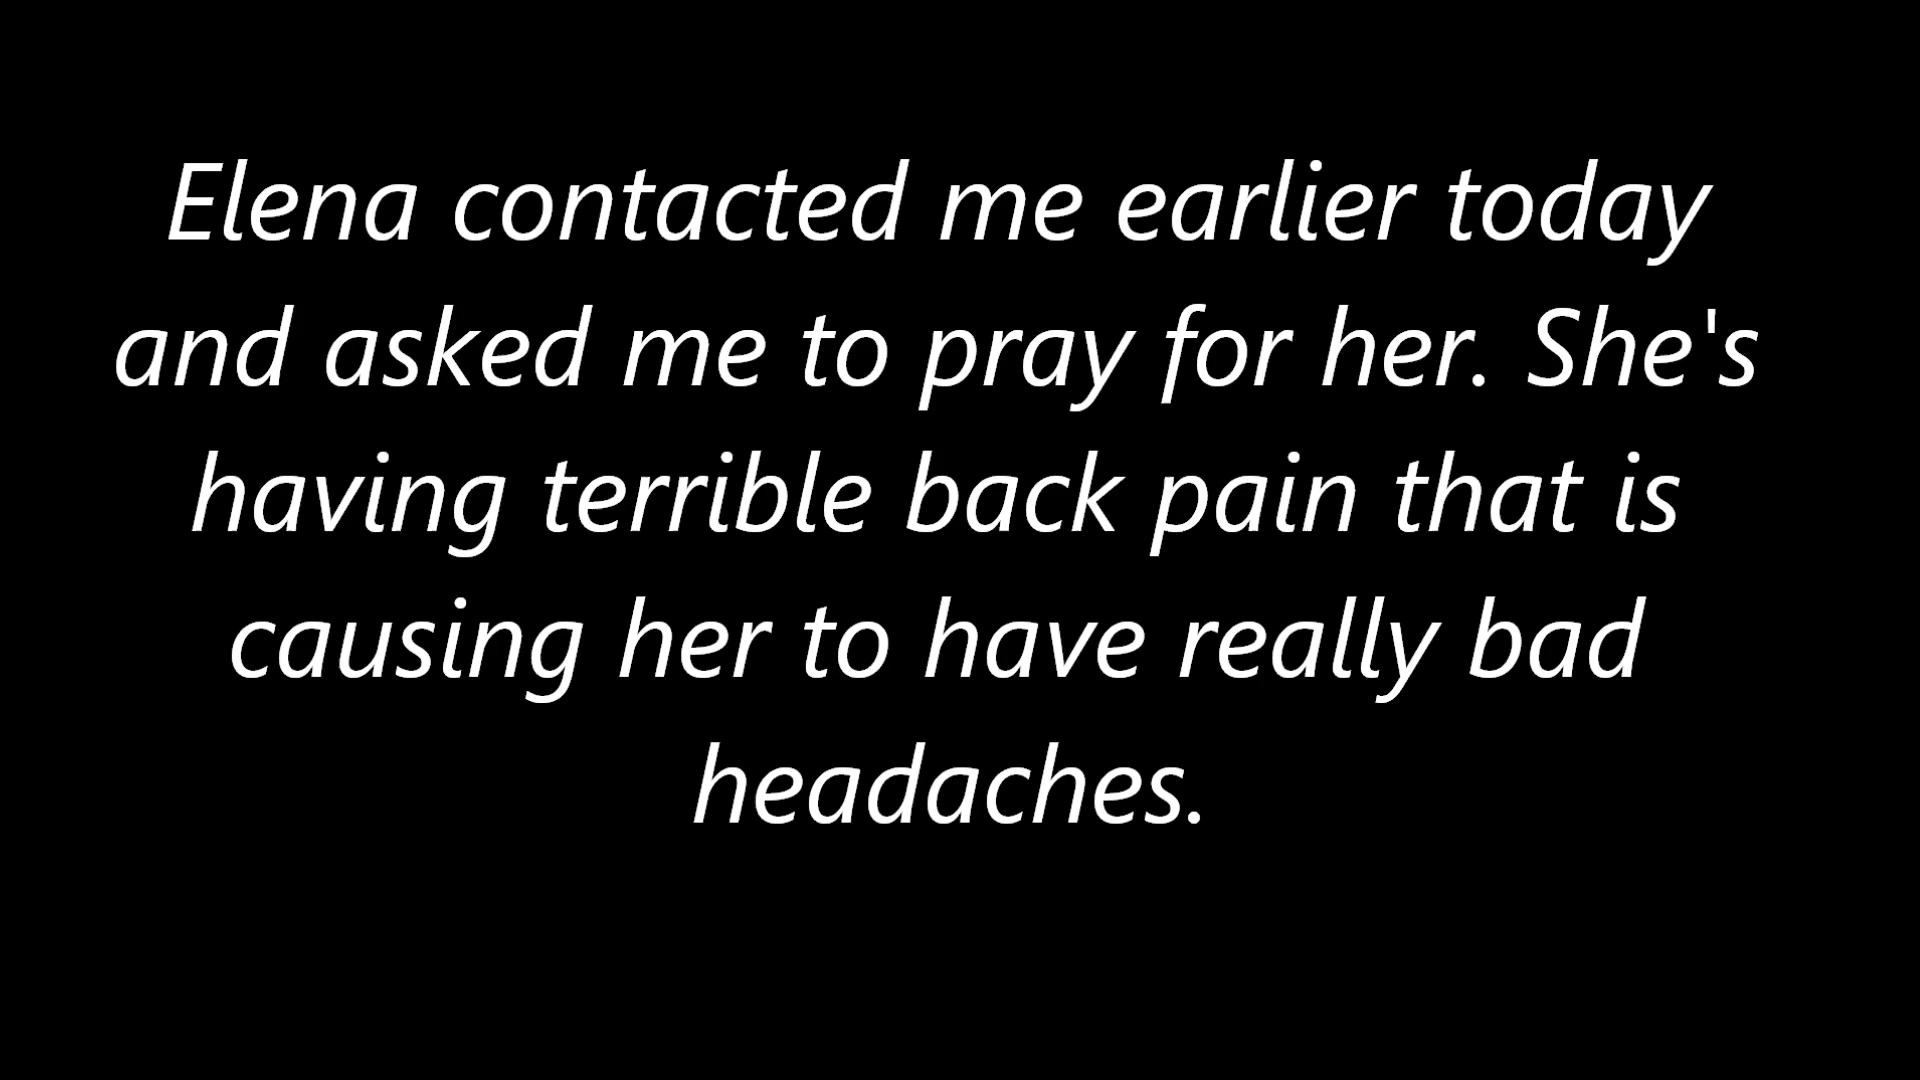 Elena contacted me earlier today
and asked me to pray for her. She's
having terrible back pain that is
causing her to have really bad
headaches.